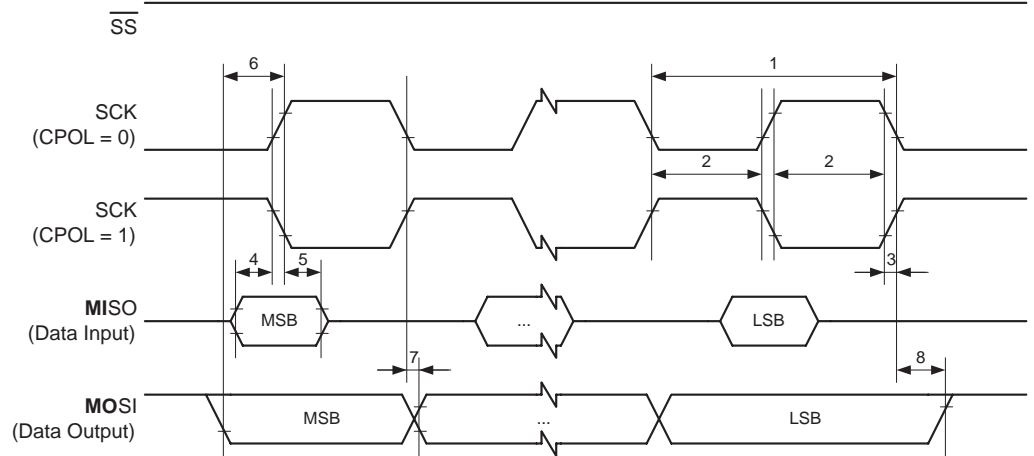 SS
6
1
SCK
(CPOL = 0)
2
2
SCK
(CPOL = 1)
4
5
3
MISO
(Data Input)
MSB
...
LSB
7
8
MOSI
(Data Output)
MSB
...
LSB